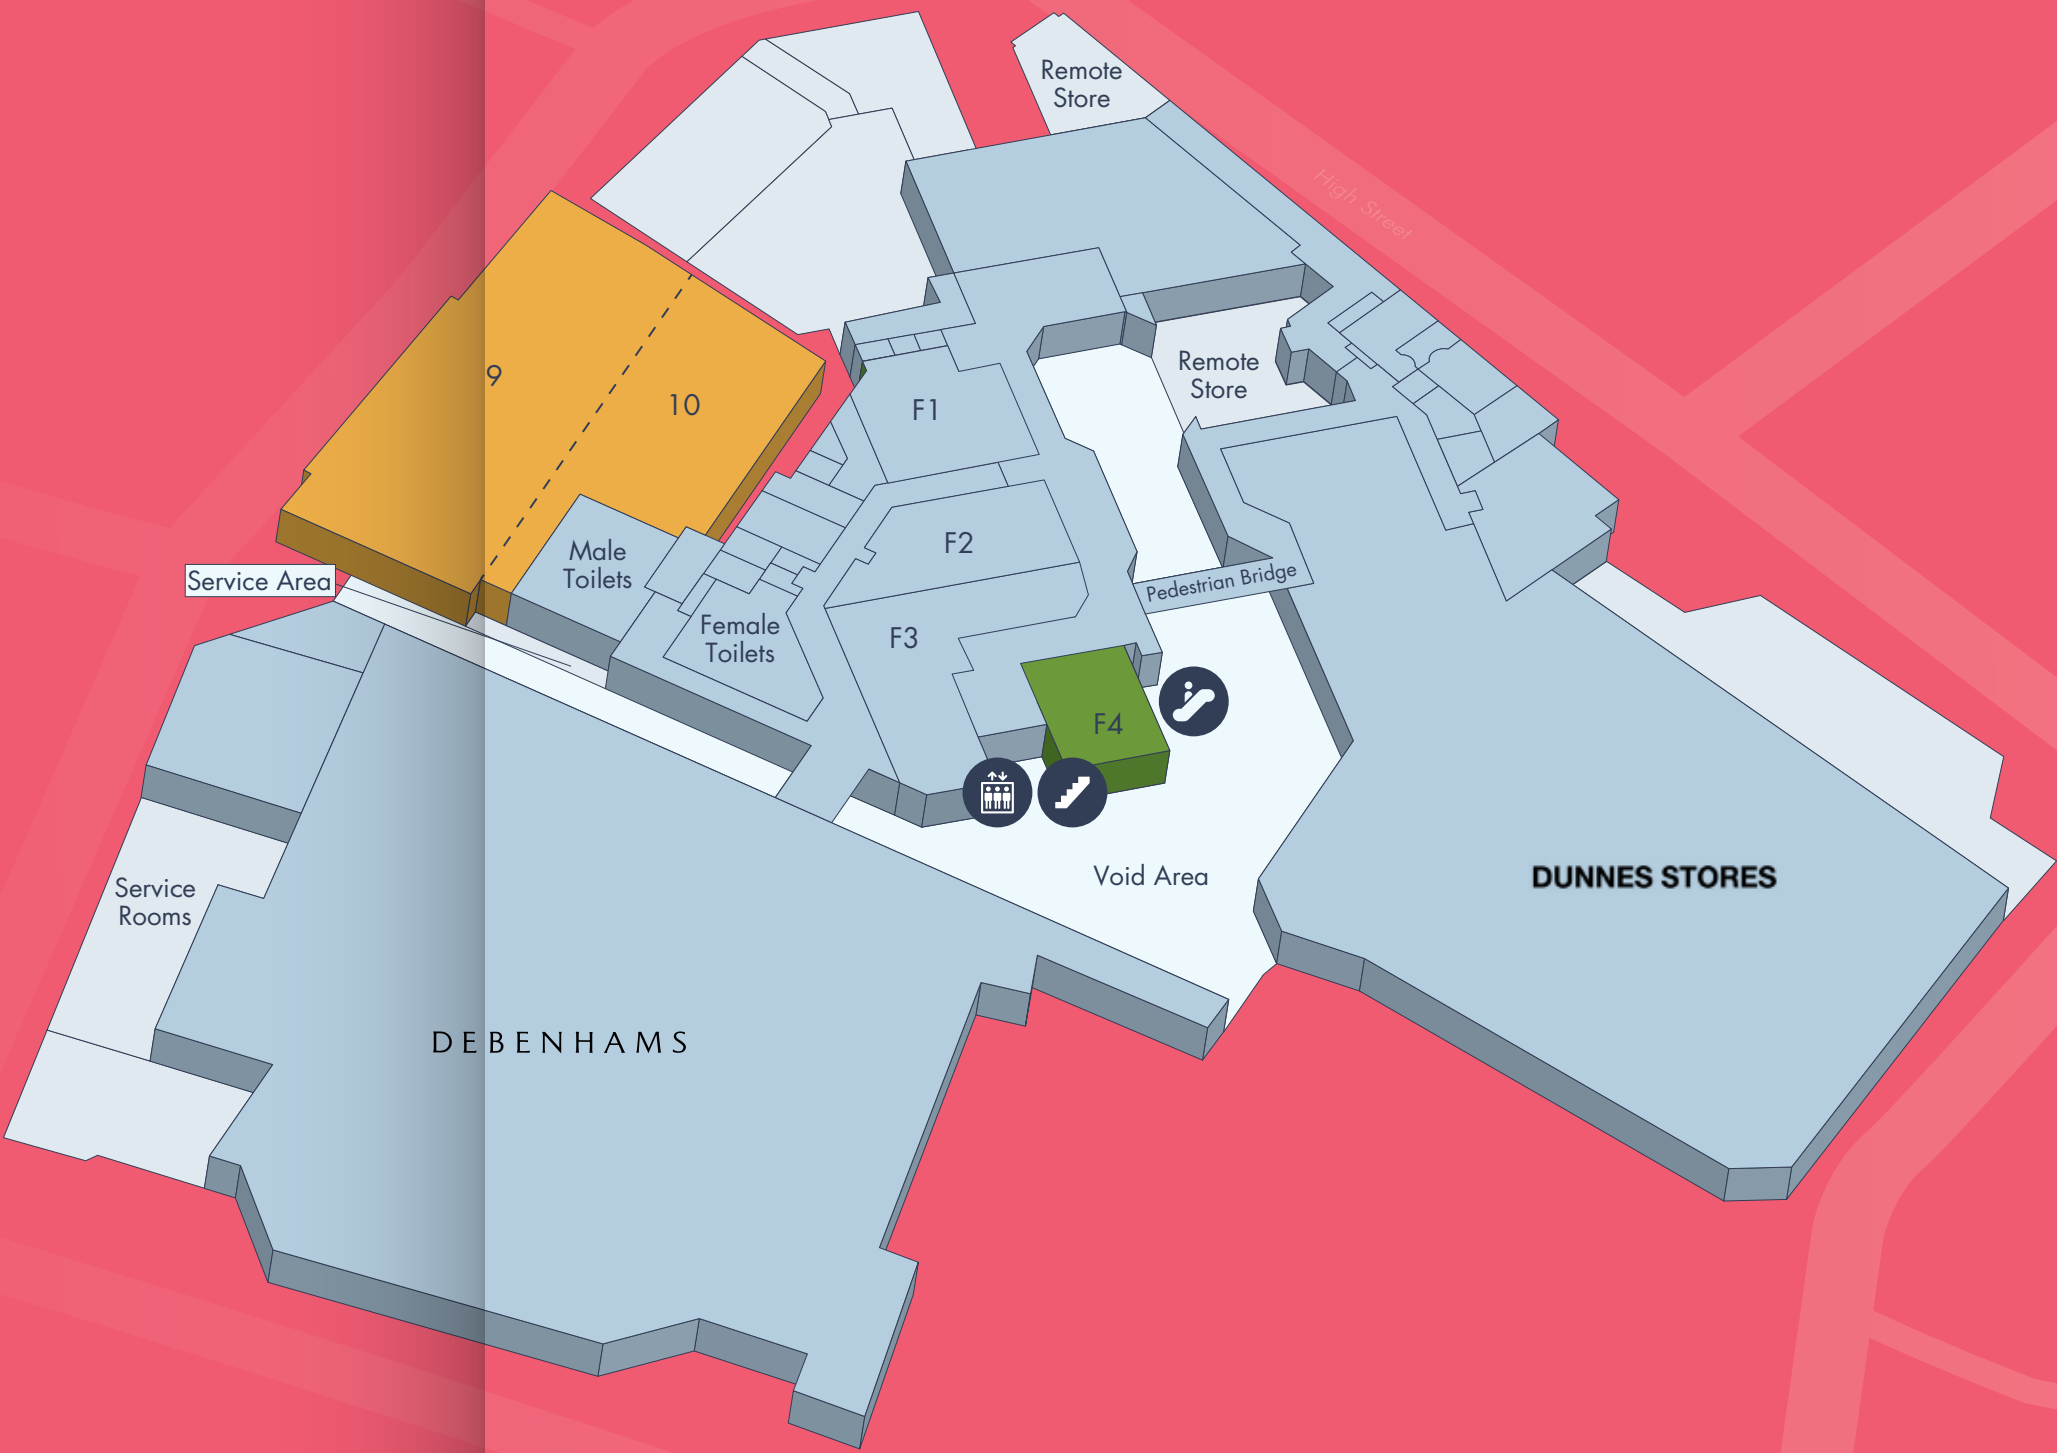 Remote
Store
High Street
Remote
Store
9
10
F1
Male
Toilets
F2
Service Area
Pedestrian Bridge
Female
Toilets
F3
F4
Void Area
DUNNES STORES
Service
Rooms
DEBENHAMS